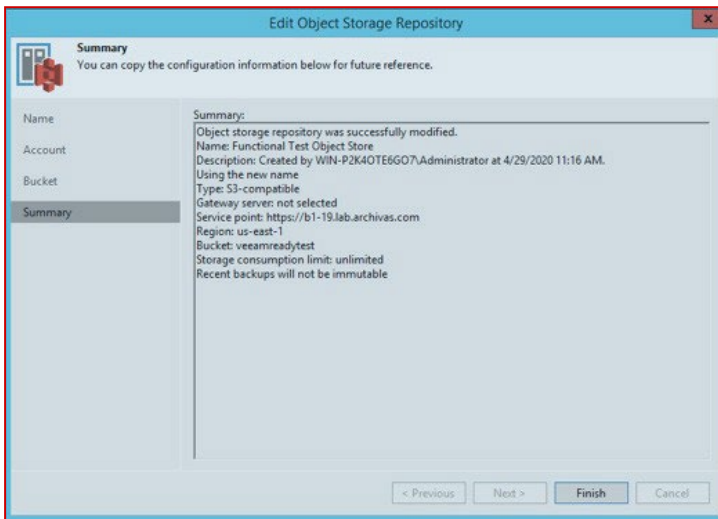 Edit Object Storage Repository
x
Summary
You can copy the configuration information below for future reference.
Name
Account
Bucket
Summary
Summary:
Object storage repository was successfully modified.
Name: Functional Test Object Store
Description: Created by WIN-P2K4OTE6GO7\Administrator at 4/29/2020 11:16 AM.
Using the new name
Type: S3-compatible
Gateway server: not selected
Service point: https://b1-19.lab.archivas.com
Region: us-east-1
Bucket: veeamreadytest
Storage consumption limit: unlimited
Recent backups will not be immutable
< Previous
Next >
Finish
Cancel